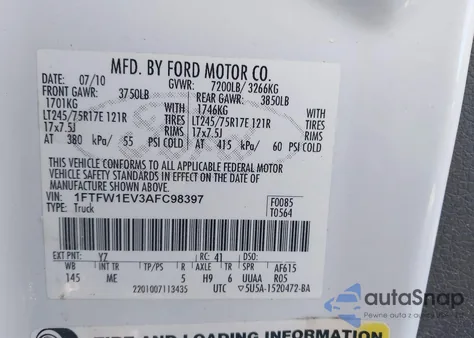 MFD. BY FORD MOTOR CO.
DATE: 07/10 GVWR: 7200LB/ 3266KG
FRONT GAWR: 3750LB REAR GAWR: 3850LB
1701KG WITH 1746KG WITH
LT245/75R17E 121R TIRES LT245/75R17E 121R TIRES
17x7.5J RIMS 17x7.5J RIMS
AT 380 kPa/ 55 PSI COLD AT 415 kPa/ 60 PSI COLD
THIS VEHICLE CONFORMS TO ALL APPLICABLE FEDERAL MOTOR
VEHICLE SAFETY STANDARDS IN EFFECT ON THE DATE OF
MANUFACTURE SHOWN ABOVE.
VIN: 1FTFW1EV3AFC98397 F0085
TYPE: Truck T0564
EXT PNT: YZ RC: 41 DSO:
WB INT TR TP/PS R AXLE TR SPR AF615
145 ME 5 H9 6 UUAA R05
2201007113435 UTC 5U5A-1520472-BA
autoSnap
Pewne auta z
TIRE AND LOADING INFORMATION